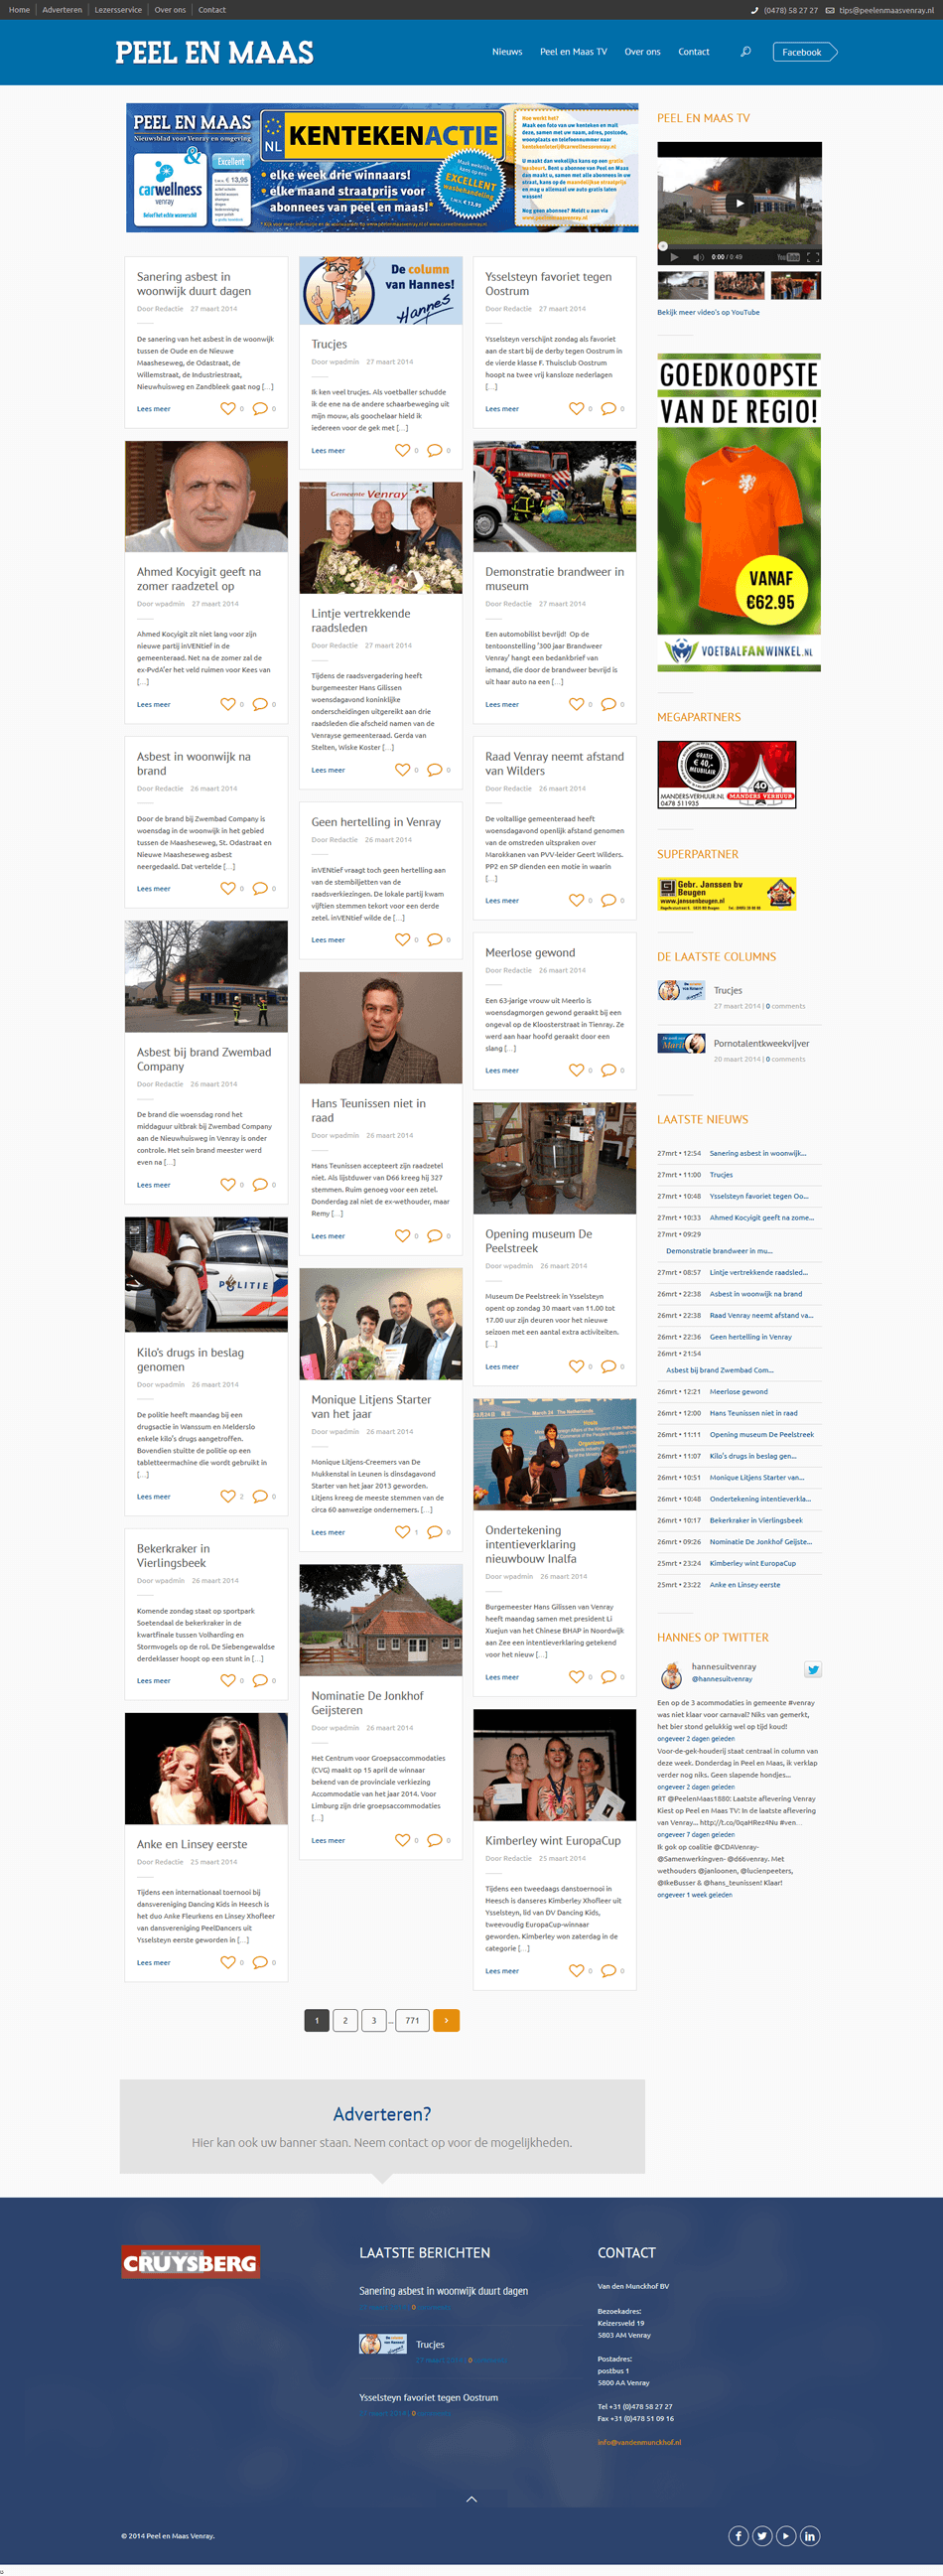 Home
Adverteren
Lezersservice
Over ons
Contact
(0478) 58 27 27
tips@peelenmaasvenray.nl
PEEL EN MAAS
Nieuws
Peel en Maas TV
Over ons
Contact
Facebook
PEEL EN MAAS
Nieuwsblad voor Venray en omgeving
carwellness
venray
Excellent
€ 13,95
NL KENTEKENACTIE
• elke week drie winnaars!
• elke maand straatprijs voor
abonnees van peel en maas!*
Sanering asbest in
woonwijk duurt dagen
Door Redactie 27 maart 2014
De sanering van het asbest in de woonwijk
tussen de Oude en de Nieuwe
Maasheseweg, de Odastraat, de
Willemstraat, de Industriestraat,
Nieuwhuisweg en Zandbleek gaat nog [...]
Lees meer 0 0
Ahmed Kocyigit geeft na
zomer raadzetel op
Door wpadmin 27 maart 2014
Ahmed Kocyigit zit niet lang voor zijn
nieuwe partij inVENtief in de
gemeenteraad. Net na de zomer zal de
ex-PvdA'er het veld ruimen voor Kees van
[...]
Lees meer 0 0
Asbest in woonwijk na
brand
Door Redactie 26 maart 2014
Door de brand bij Zwembad Company is
woensdag in de woonwijk in het gebied
tussen de Maasheseweg, St. Odastraat en
Nieuwe Maasheseweg asbest
neergedaald. Dat vertelde [...]
Lees meer 0 0
Asbest bij brand Zwembad
Company
Door Redactie 26 maart 2014
De brand die woensdag rond het
middaguur uitbrak bij Zwembad Company
aan de Nieuwhuisweg in Venray is onder
controle. Het sein brand meester werd
even na [...]
Lees meer 0 0
POLITIE
Kilo's drugs in beslag
genomen
Door wpadmin 26 maart 2014
De politie heeft maandag bij een
drugsactie in Wanssum en Melderslo
enkele kilo's drugs aangetroffen.
Bovendien stuitte de politie op een
tabletteermachine die wordt gebruikt in
[...]
Lees meer 2 0
Bekerkraker in
Vierlingsbeek
Door wpadmin 26 maart 2014
Komende zondag staat op sportpark
Soetendaal de bekerkraker in de
kwartfinale tussen Volharding en
Stormvogels op de rol. De Siebengewaldse
derdeklasser hoopt op een stunt in [...]
Lees meer 0 0
Anke en Linsey eerste
Door Redactie 25 maart 2014
Tijdens een internationaal toernooi bij
dansvereniging Dancing Kids in Heesch is
het duo Anke Fleurkens en Linsey Xhofleer
van dansvereniging PeelDancers uit
Ysselsteyn eerste geworden in [...]
Lees meer 0 0
De column
van Hannes!
Hannes
Trucjes
Door wpadmin 27 maart 2014
Ik ken veel trucjes. Als voetballer schudde
ik de ene na de andere schaarbeweging uit
mijn mouw, als goochelaar hield ik
iedereen voor de gek met [...]
Lees meer 0 0
Gemeente Venray
Lintje vertrekkende
raadsleden
Door Redactie 27 maart 2014
Tijdens de raadsvergadering heeft
burgemeester Hans Gilissen
woensdagavond koninklijke
onderscheidingen uitgereikt aan drie
raadsleden die afscheid namen van de
Venrayse gemeenteraad. Gerda van
Stelten, Wiske Koster [...]
Lees meer 0 0
Geen hertelling in Venray
Door Redactie 26 maart 2014
inVENtief vraagt toch geen hertelling aan
van de stembiljetten van de
raadsverkiezingen. De lokale partij kwam
vijftien stemmen tekort voor een derde
zetel. inVENtief wilde de [...]
Lees meer 0 0
Hans Teunissen niet in
raad
Door wpadmin 26 maart 2014
Hans Teunissen accepteert zijn raadzetel
niet. Als lijstduwer van D66 kreeg hij 327
stemmen. Ruim genoeg voor een zetel.
Donderdag zal niet de ex-wethouder, maar
Remy [...]
Lees meer 0 0
Monique Litjens Starter
van het jaar
Door wpadmin 26 maart 2014
Monique Litjens-Creemers van De
Mukkenstal in Leunen is dinsdagavond
Starter van het jaar 2013 geworden.
Litjens kreeg de meeste stemmen van de
circa 60 aanwezige ondernemers. [...]
Lees meer 1 0
Nominatie De Jonkhof
Geijsteren
Door wpadmin 26 maart 2014
Het Centrum voor Groepsaccommodaties
(CVG) maakt op 15 april de winnaar
bekend van de provinciale verkiezing
Accommodatie van het jaar 2014. Voor
Limburg zijn drie groepsaccommodaties
[...]
Lees meer 0 0
Ysselsteyn favoriet tegen
Oostrum
Door Redactie 27 maart 2014
Ysselsteyn verschijnt zondag als favoriet
aan de start bij de derby tegen Oostrum in
de vierde klasse F. Thuisclub Oostrum
hoopt na twee vrij kansloze nederlagen
[...]
Lees meer 0 0
Demonstratie brandweer in
museum
Door Redactie 27 maart 2014
Een automobilist bevrijd! Op de
tentoonstelling '300 jaar Brandweer
Venray' hangt een bedankbrief van
iemand, die door de brandweer bevrijd is
uit haar auto na een [...]
Lees meer 0 0
Raad Venray neemt afstand
van Wilders
Door Redactie 26 maart 2014
De voltallige gemeenteraad heeft
woensdagavond openlijk afstand genomen
van de omstreden uitspraken over
Marokkanen van PVV-leider Geert Wilders.
PP2 en SP dienden een motie in waarin
[...]
Lees meer 0 0
Meerlose gewond
Door Redactie 26 maart 2014
Een 63-jarige vrouw uit Meerlo is
woensdagmorgen gewond geraakt bij een
ongeval op de Kloosterstraat in Tienray. Ze
werd aan haar hoofd geraakt door een
slang [...]
Lees meer 0 0
Opening museum De
Peelstreek
Door wpadmin 26 maart 2014
Museum De Peelstreek in Ysselsteyn
opent op zondag 30 maart van 11.00 tot
17.00 uur zijn deuren voor het nieuwe
seizoen met een aantal extra activiteiten.
[...]
Lees meer 0 0
Ondertekening
intentieverklaring
nieuwbouw Inalfa
Door wpadmin 26 maart 2014
Burgemeester Hans Gilissen van Venray
heeft maandag samen met president Li
Xuejun van het Chinese BHAP in Noordwijk
aan Zee een intentieverklaring getekend
voor het nieuw [...]
Lees meer 0 0
Kimberley wint EuropaCup
Door Redactie 25 maart 2014
Tijdens een tweedaags danstoernooi in
Heesch is danseres Kimberley Xhofleer uit
Ysselsteyn, lid van DV Dancing Kids,
tweevoudig EuropaCup-winnaar
geworden. Kimberley won zaterdag in de
categorie [...]
Lees meer 0 0
1 2 3 ... 771 ›
Adverteren?
Hier kan ook uw banner staan. Neem contact op voor de mogelijkheden.
PEEL EN MAAS TV
0:00 / 0:49 YouTube
Bekijk meer video's op YouTube
GOEDKOOPSTE
VAN DE REGIO!
VANAF
€62.95
VOETBALFANWINKEL.NL
MEGAPARTNERS
GRATIS
€ 40,-
MEUBILAIR
MANDERS-VERHUUR.NL
0478 511935
40
MANDERS VERHUUR
SUPERPARTNER
Gebr. Janssen bv
Beugen
www.janssenbeugen.nl
DE LAATSTE COLUMNS
Trucjes
27 maart 2014 | 0 comments
Pornotalentkweekvijver
20 maart 2014 | 0 comments
LAATSTE NIEUWS
27mrt • 12:54 Sanering asbest in woonwijk...
27mrt • 11:00 Trucjes
27mrt • 10:48 Ysselsteyn favoriet tegen Oo...
27mrt • 10:33 Ahmed Kocyigit geeft na zome...
27mrt • 09:29
Demonstratie brandweer in mu...
27mrt • 08:57 Lintje vertrekkende raadsled...
26mrt • 22:38 Asbest in woonwijk na brand
26mrt • 22:38 Raad Venray neemt afstand va...
26mrt • 22:36 Geen hertelling in Venray
26mrt • 21:54
Asbest bij brand Zwembad Com...
26mrt • 12:21 Meerlose gewond
26mrt • 12:00 Hans Teunissen niet in raad
26mrt • 11:11 Opening museum De Peelstreek
26mrt • 11:07 Kilo's drugs in beslag gen...
26mrt • 10:51 Monique Litjens Starter van...
26mrt • 10:48 Ondertekening intentieverkla...
26mrt • 10:17 Bekerkraker in Vierlingsbeek
26mrt • 09:26 Nominatie De Jonkhof Geijste...
25mrt • 23:24 Kimberley wint EuropaCup
25mrt • 23:22 Anke en Linsey eerste
HANNES OP TWITTER
hannesuitvenray
@hannesuitvenray
Een op de 3 acommodaties in gemeente #venray
was niet klaar voor carnaval? Niks van gemerkt,
het bier stond gelukkig wel op tijd koud!
ongeveer 2 dagen geleden
Voor-de-gek-houderij staat centraal in column van
deze week. Donderdag in Peel en Maas, ik verklap
verder nog niks. Geen slapende hondjes...
ongeveer 2 dagen geleden
RT @PeelenMaas1880: Laatste aflevering Venray
Kiest op Peel en Maas TV: In de laatste aflevering
van Venray... http://t.co/0qaHRez4Nu #ven...
ongeveer 7 dagen geleden
Ik gok op coalitie @CDAVenray-
@Samenwerkingven- @d66venray. Met
wethouders @janloonen, @lucienpeeters,
@IkeBusser & @hans_teunissen! Klaar!
ongeveer 1 week geleden
CRUYSBERG
LAATSTE BERICHTEN
Sanering asbest in woonwijk duurt dagen
Trucjes
Ysselsteyn favoriet tegen Oostrum
CONTACT
Van den Munckhof BV
Bezoekadres:
Keizersveld 19
5803 AM Venray
Postadres:
postbus 1
5800 AA Venray
Tel +31 (0)478 58 27 27
Fax +31 (0)478 51 09 16
info@vandenmunckhof.nl
© 2014 Peel en Maas Venray.